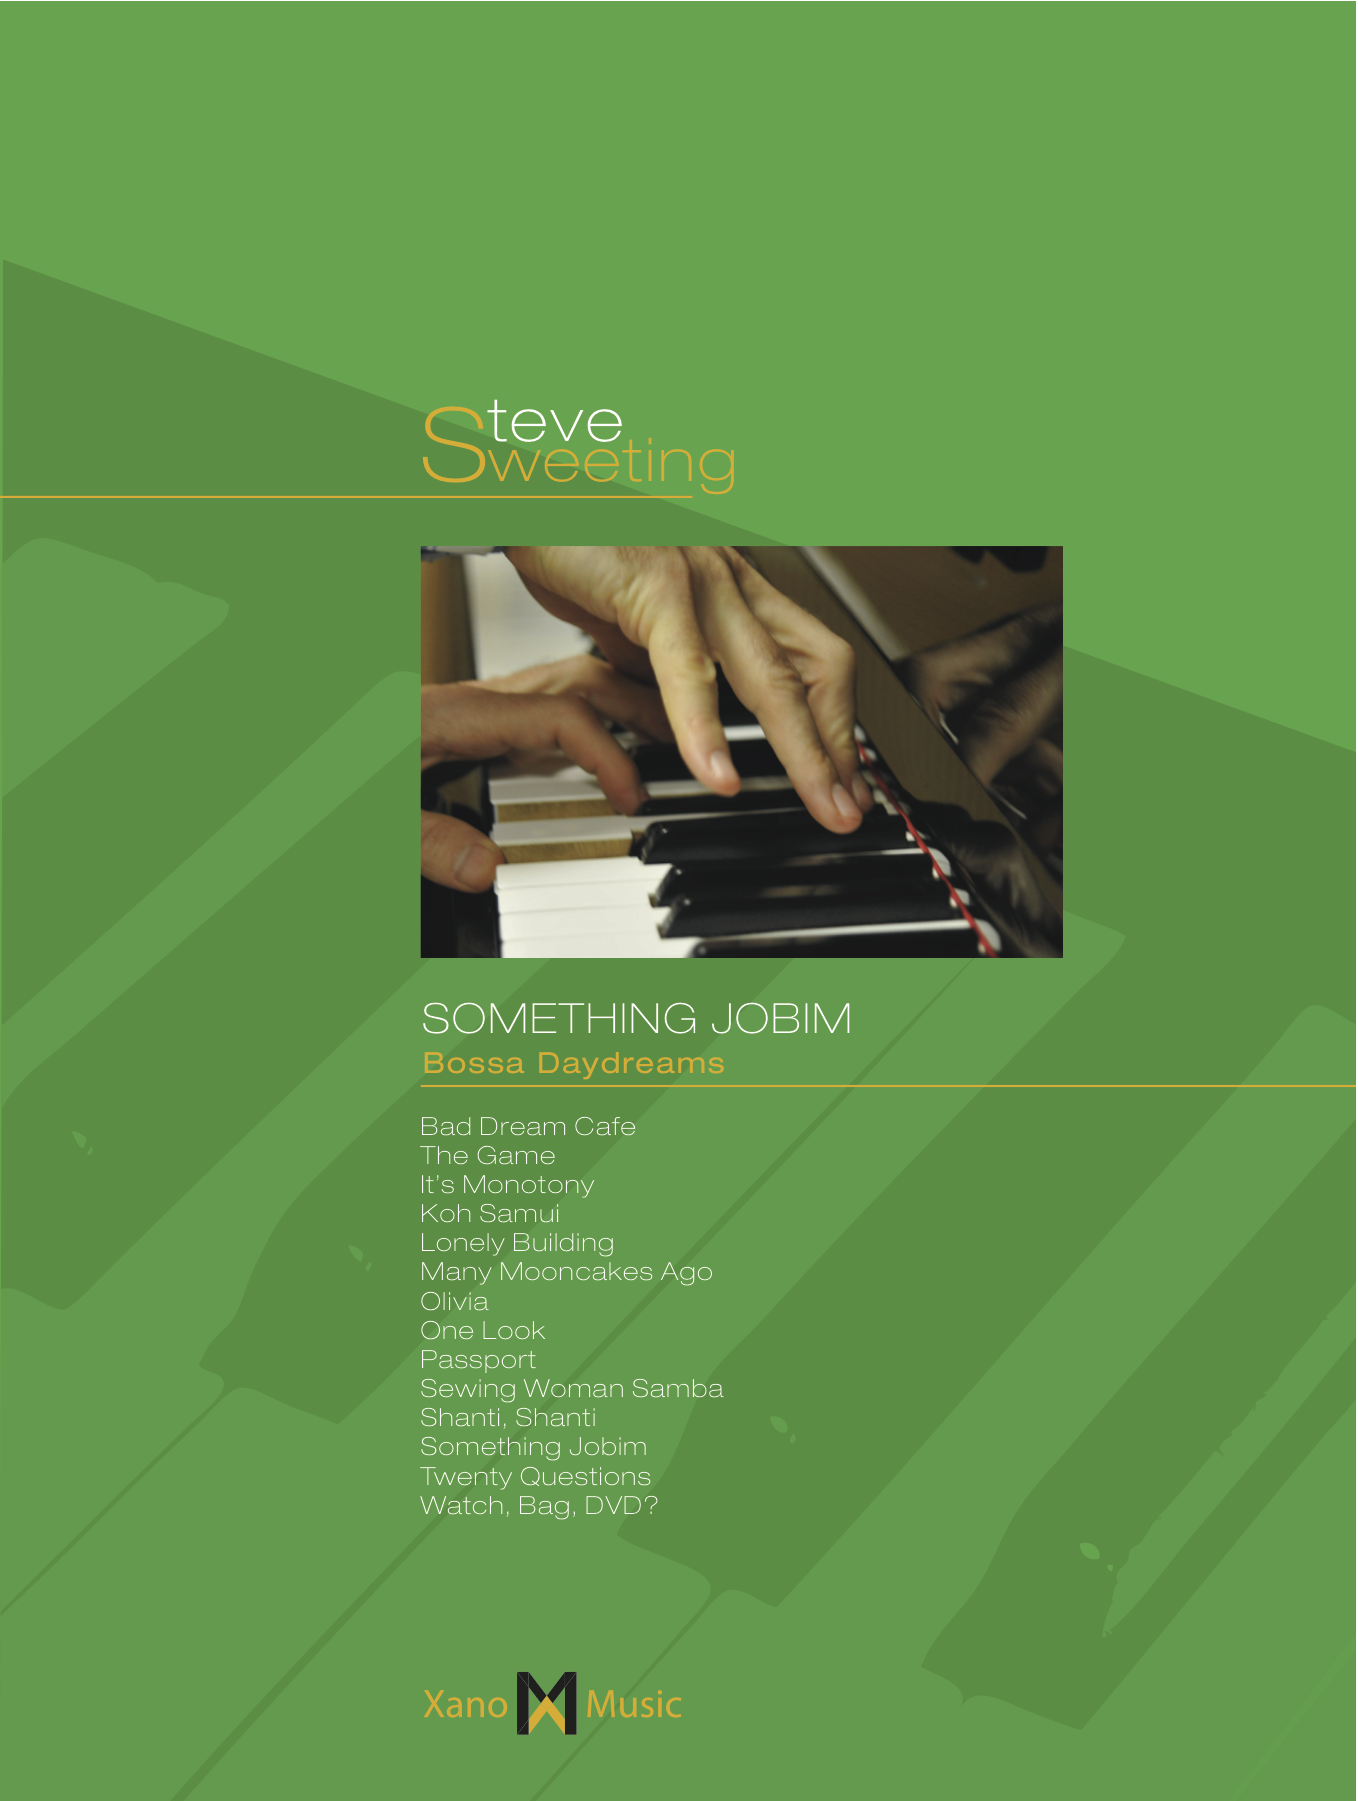 Steve
Sweeting
SOMETHING JOBIM
Bossa Daydreams
Bad Dream Cafe
The Game
It's Monotony
Koh Samui
Lonely Building
Many Mooncakes Ago
Olivia
One Look
Passport
Sewing Woman Samba
Shanti, Shanti
Something Jobim
Twenty Questions
Watch, Bag, DVD?
Xano M Music